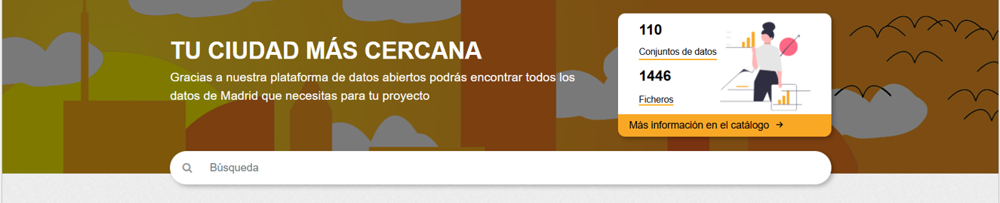 TU CIUDAD MÁS CERCANA
Gracias a nuestra plataforma de datos abiertos podrás encontrar todos los
datos de Madrid que necesitas para tu proyecto
110
Conjuntos de datos
1446
Ficheros
Más información en el catálogo
Búsqueda